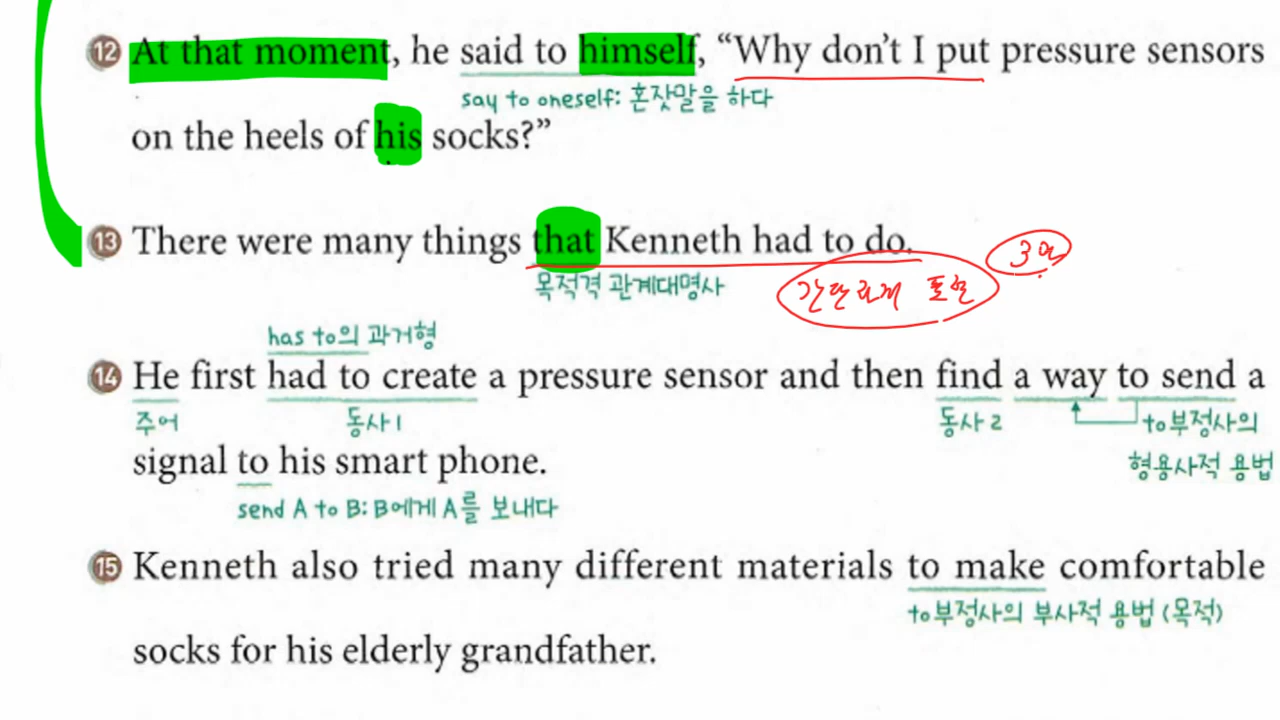 ⑫ At that moment, he said to himself, “Why don’t I put pressure sensors
say to oneself: 혼잣말을 하다
on the heels of his socks?”
⑬ There were many things that Kenneth had to do.
3어
목적격 관계대명사
간단하게 표현
has to의 과거형
⑭ He first had to create a pressure sensor and then find a way to send a
주어 동사1 동사2 to부정사의
signal to his smart phone.
형용사적 용법
send A to B: B에게 A를 보내다
⑮ Kenneth also tried many different materials to make comfortable
to부정사의 부사적 용법 (목적)
socks for his elderly grandfather.